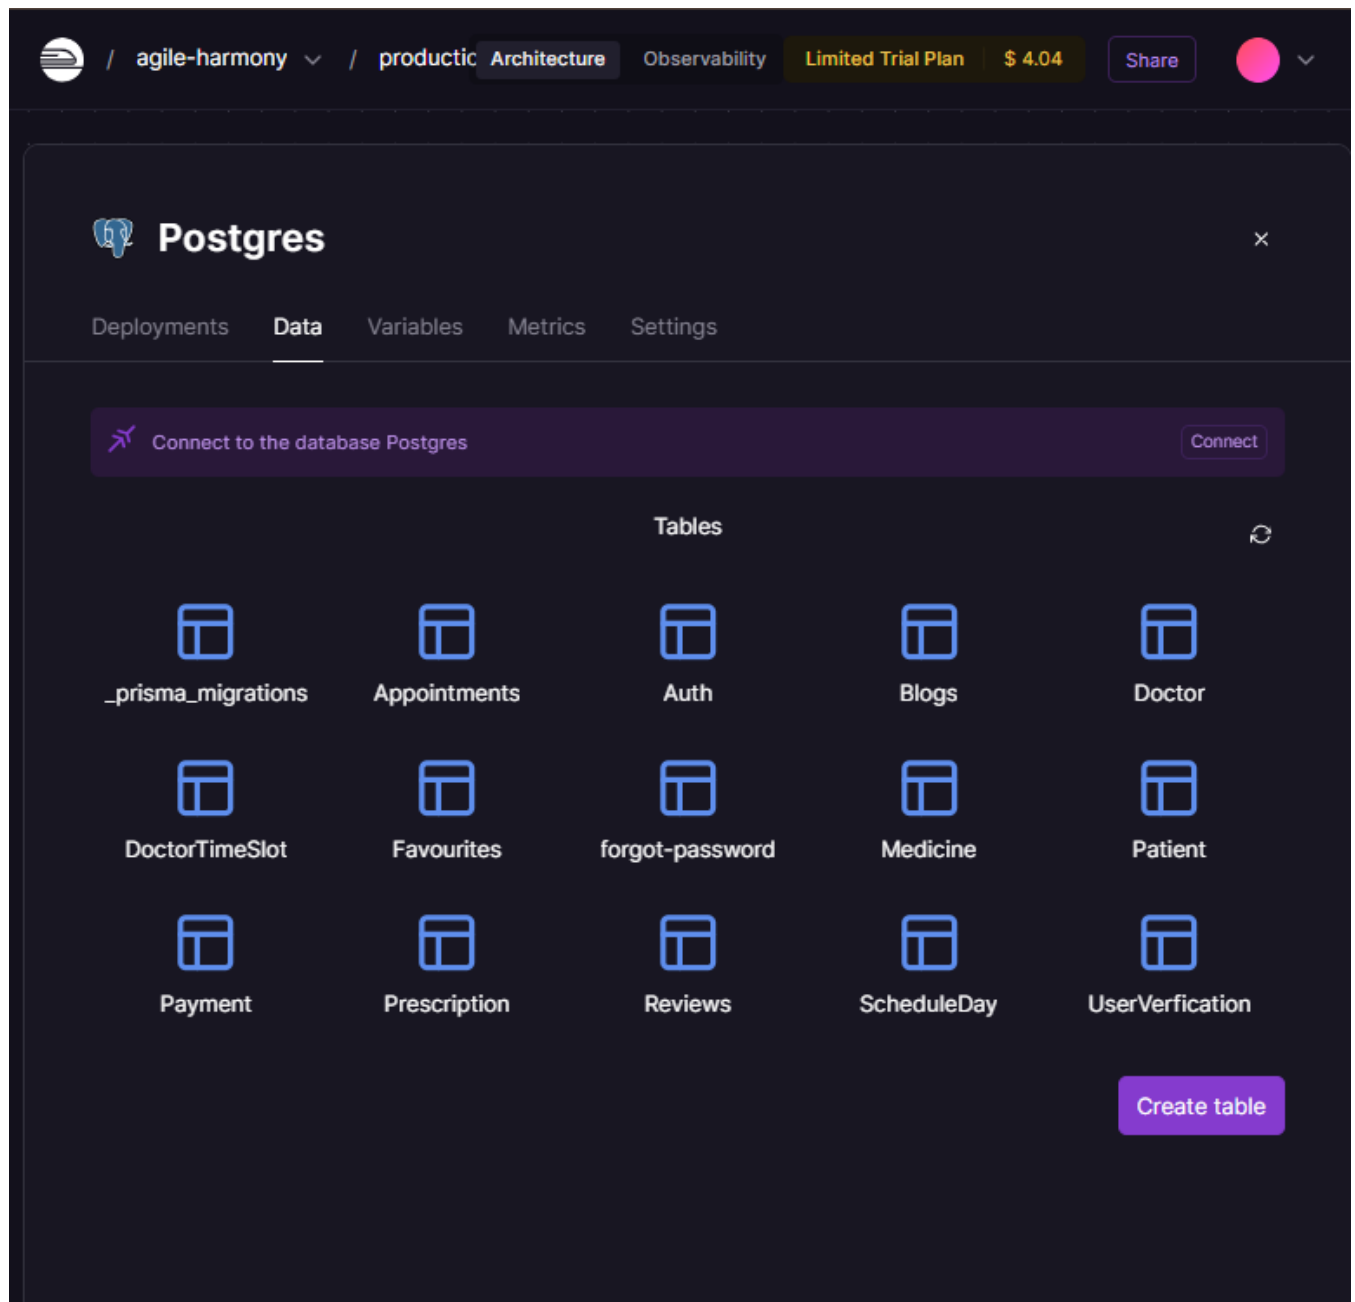 / agile-harmony / productic Architecture Observability Limited Trial Plan $ 4.04 Share
Postgres
Deployments Data Variables Metrics Settings
Connect to the database Postgres Connect
Tables
_prisma_migrations Appointments Auth Blogs Doctor
DoctorTimeSlot Favourites forgot-password Medicine Patient
Payment Prescription Reviews ScheduleDay UserVerfication
Create table